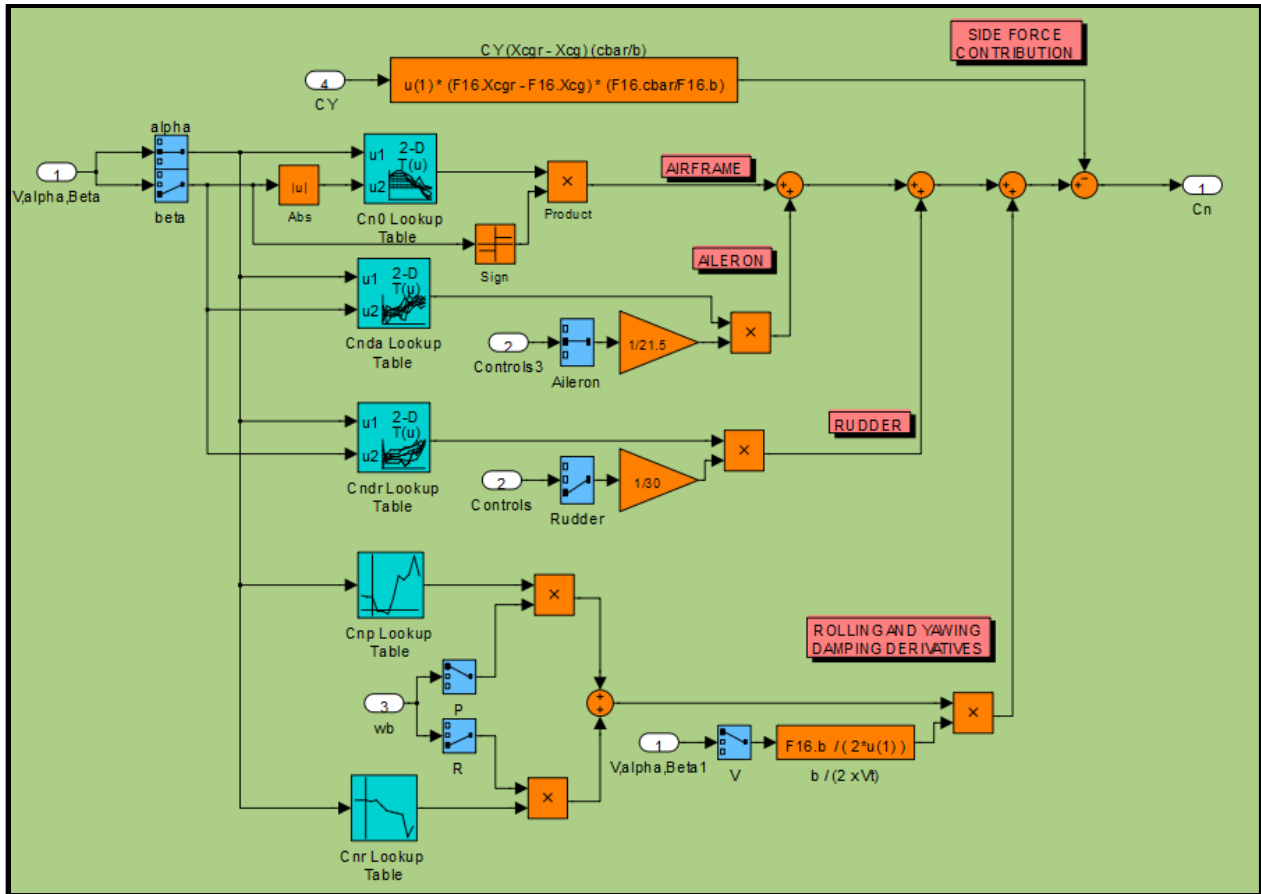 SIDE FORCE
CONTRIBUTION
CY(Xcgr - Xcg) (cbar/b)
u(1) * (F16.Xcgr - F16.Xcg) * (F16.cbar/F16.b)
4
CY
alpha
1
V,alpha,Beta
beta
|u|
Abs
u1
u2
2-D
T(u)
Cn0 Lookup
Table
×
Product
Sign
AIRFRAME
+
+
+
+
+
+
−
+
1
Cn
AILERON
u1
u2
2-D
T(u)
Cnda Lookup
Table
2
Controls3
Aileron
1/21.5
×
RUDDER
u1
u2
2-D
T(u)
Cndr Lookup
Table
2
Controls
Rudder
1/30
×
Cnp Lookup
Table
×
ROLLING AND YAWING
DAMPING DERIVATIVES
3
wb
P
R
+
+
×
1
V,alpha,Beta1
V
F16.b / ( 2*u(1) )
b / (2 x Vt)
×
Cnr Lookup
Table